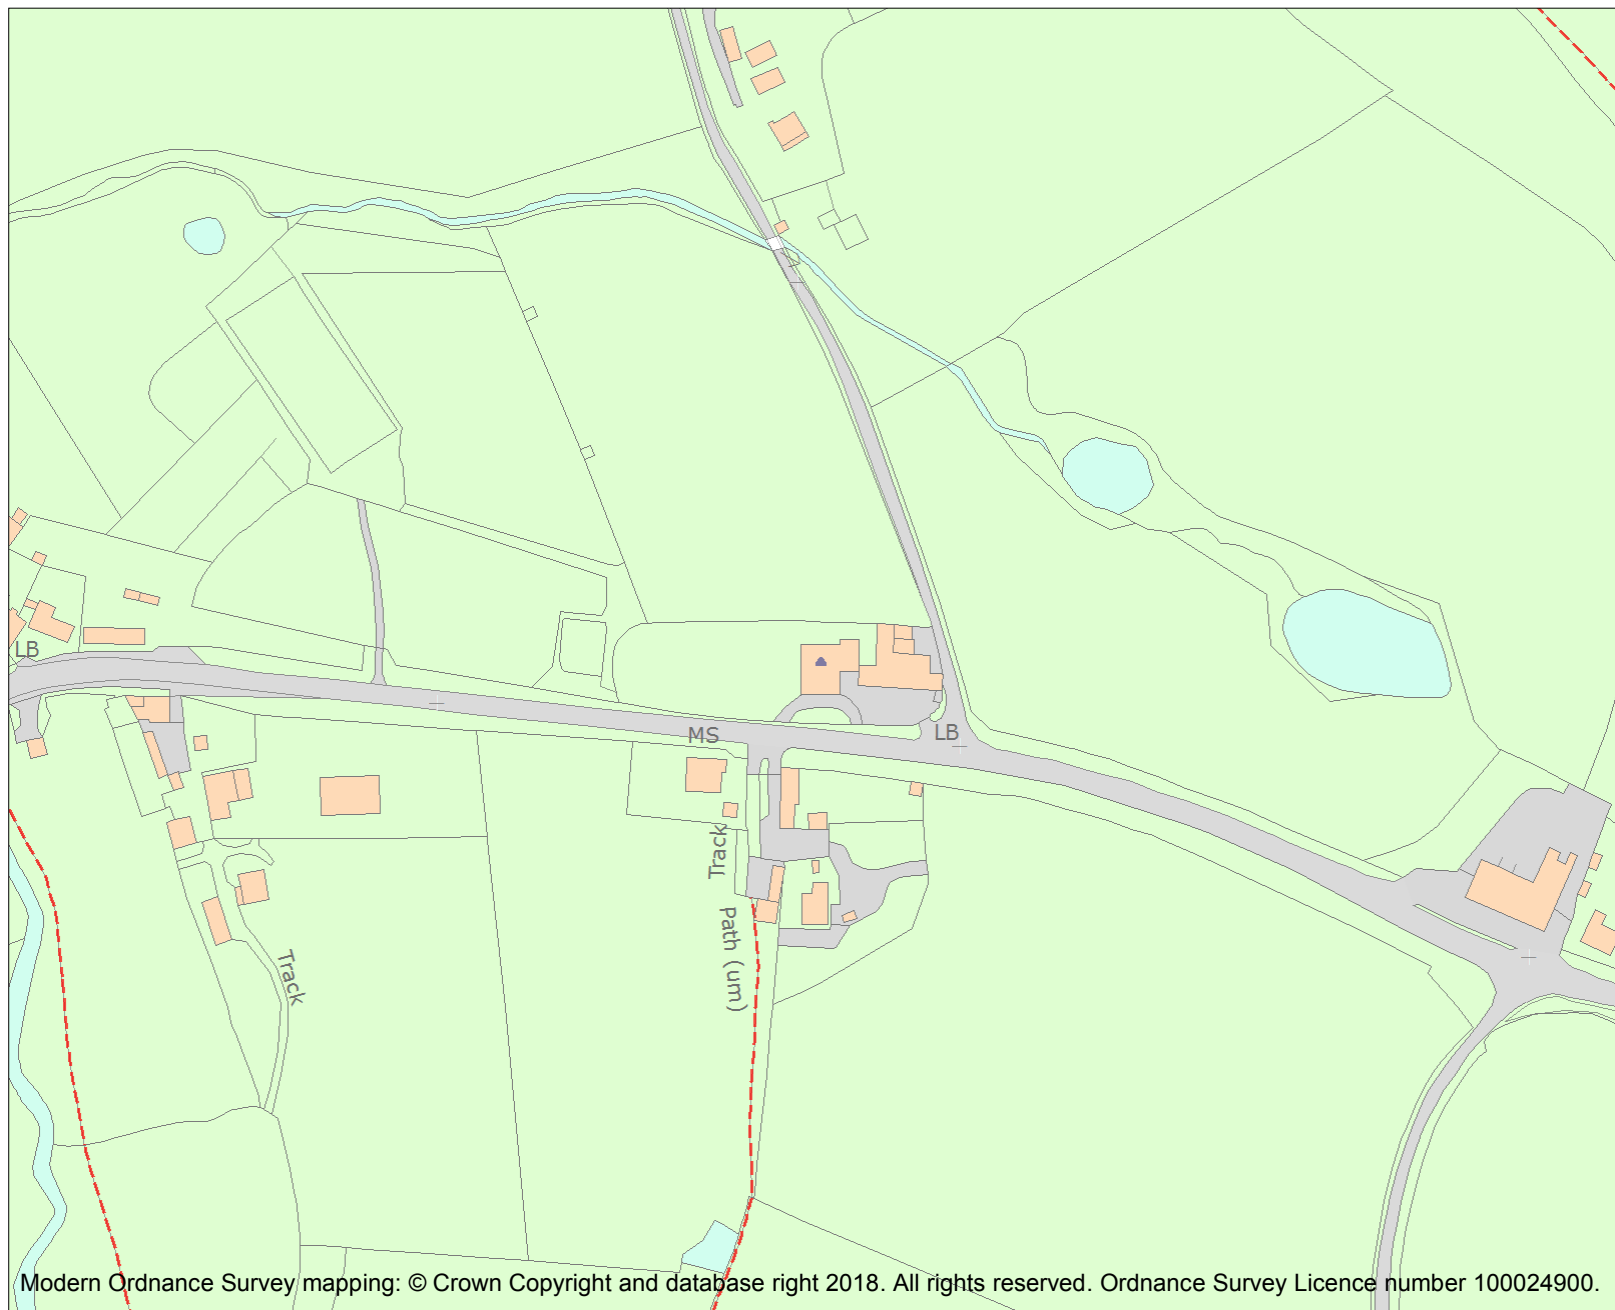 LB
MS
LB
Track
Path (um)
Track
Modern Ordnance Survey mapping: © Crown Copyright and database right 2018. All rights reserved. Ordnance Survey Licence number 100024900.